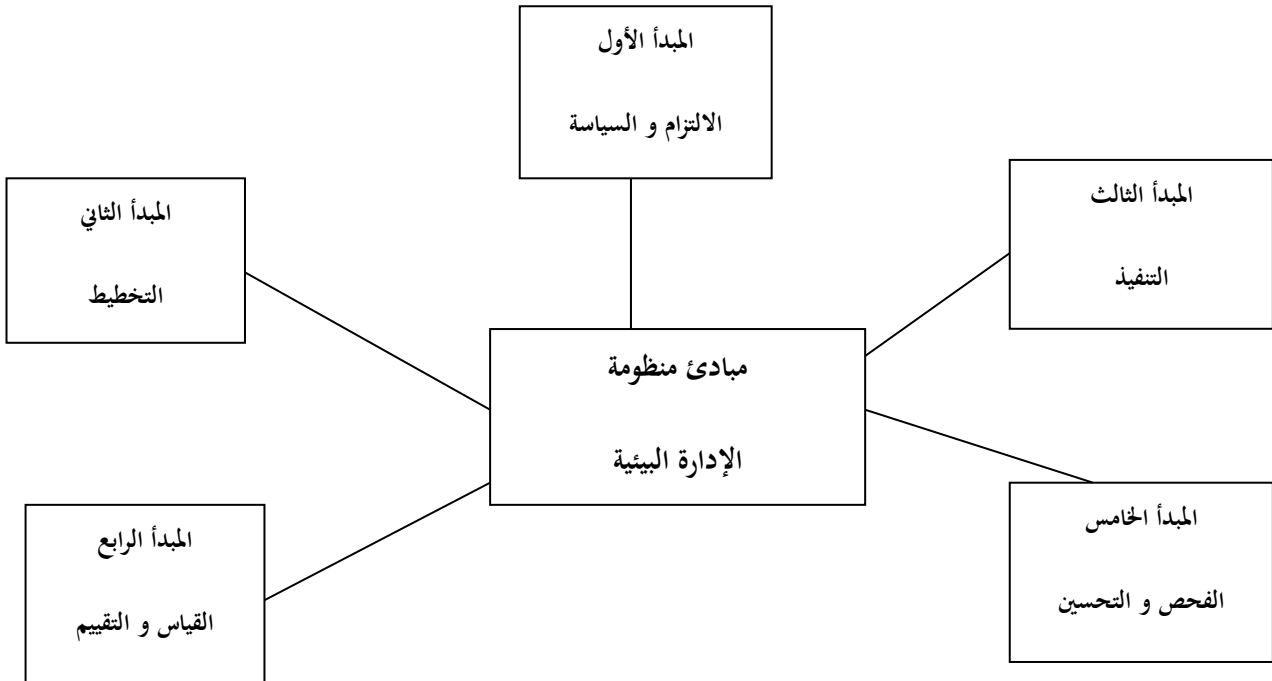 المبدأ الأول
الالتزام و السياسة
المبدأ الثالث
التنفيذ
المبدأ الثاني
التخطيط
مبادئ منظومة
الإدارة البيئية
المبدأ الخامس
الفحص و التحسين
المبدأ الرابع
القياس و التقييم